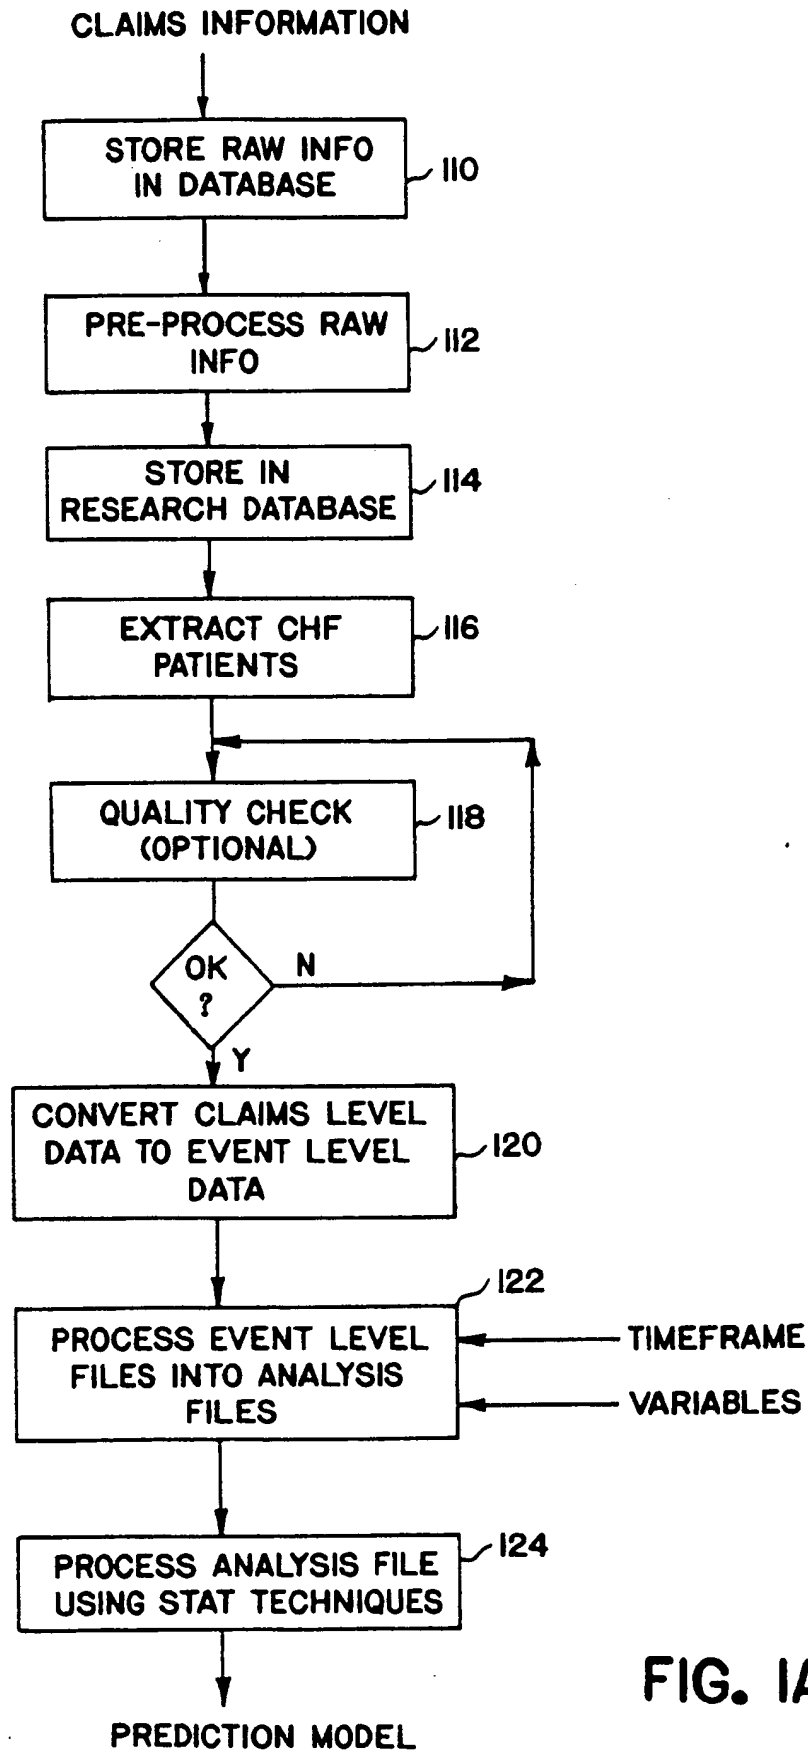 CLAIMS INFORMATION
STORE RAW INFO
IN DATABASE
110
PRE-PROCESS RAW
INFO
112
STORE IN
RESEARCH DATABASE
114
EXTRACT CHF
PATIENTS
116
QUALITY CHECK
(OPTIONAL)
118
OK
?
N
Y
CONVERT CLAIMS LEVEL
DATA TO EVENT LEVEL
DATA
120
122
PROCESS EVENT LEVEL
FILES INTO ANALYSIS
FILES
TIMEFRAME
VARIABLES
PROCESS ANALYSIS FILE
USING STAT TECHNIQUES
124
PREDICTION MODEL
FIG. 1A